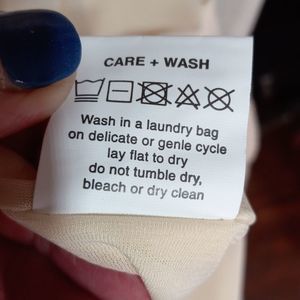 CARE + WASH
Wash in a laundry bag
on delicate or genle cycle
lay flat to dry
do not tumble dry,
bleach or dry clean